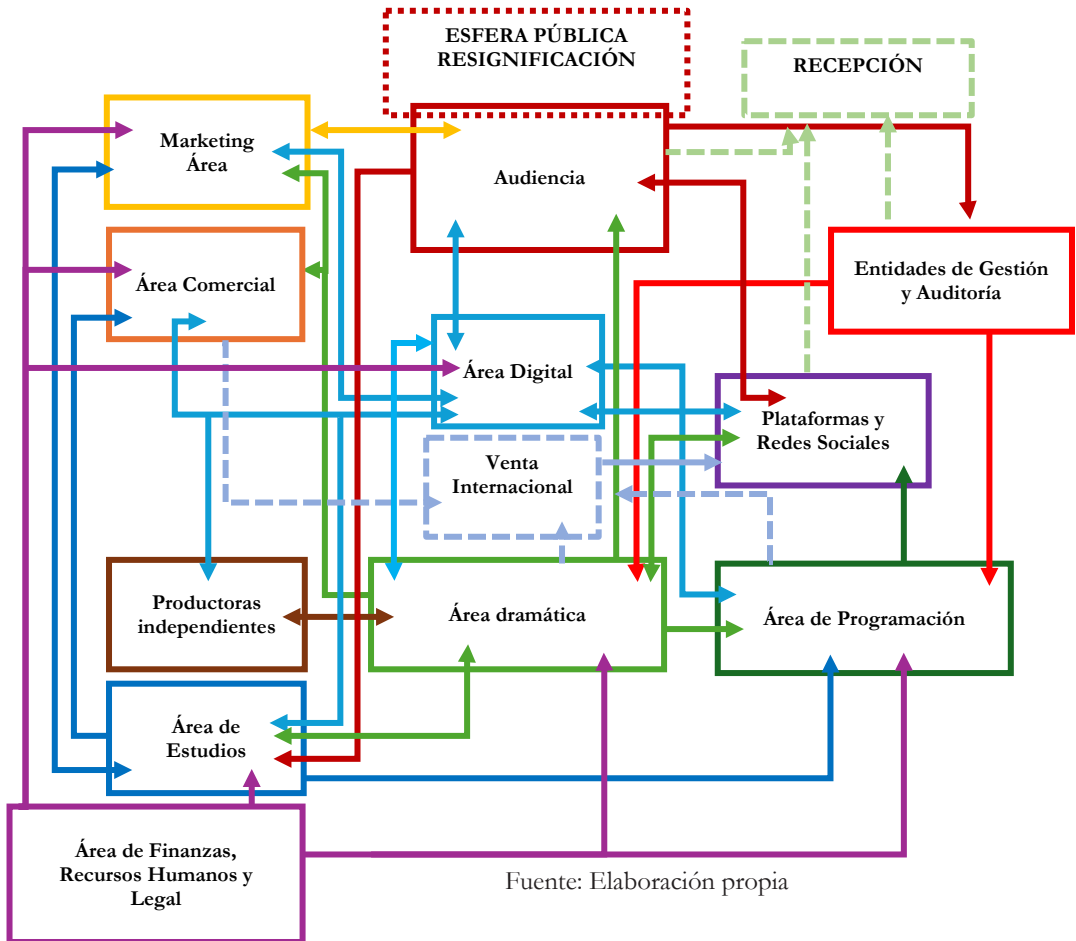 ESFERA PÚBLICA
RESIGNIFICACIÓN
RECEPCIÓN
Marketing
Área
Audiencia
Área Comercial
Entidades de Gestión
y Auditoría
Área Digital
Plataformas y
Redes Sociales
Venta
Internacional
Productoras
independientes
Área dramática
Área de Programación
Área de
Estudios
Área de Finanzas,
Recursos Humanos y
Legal
Fuente: Elaboración propia